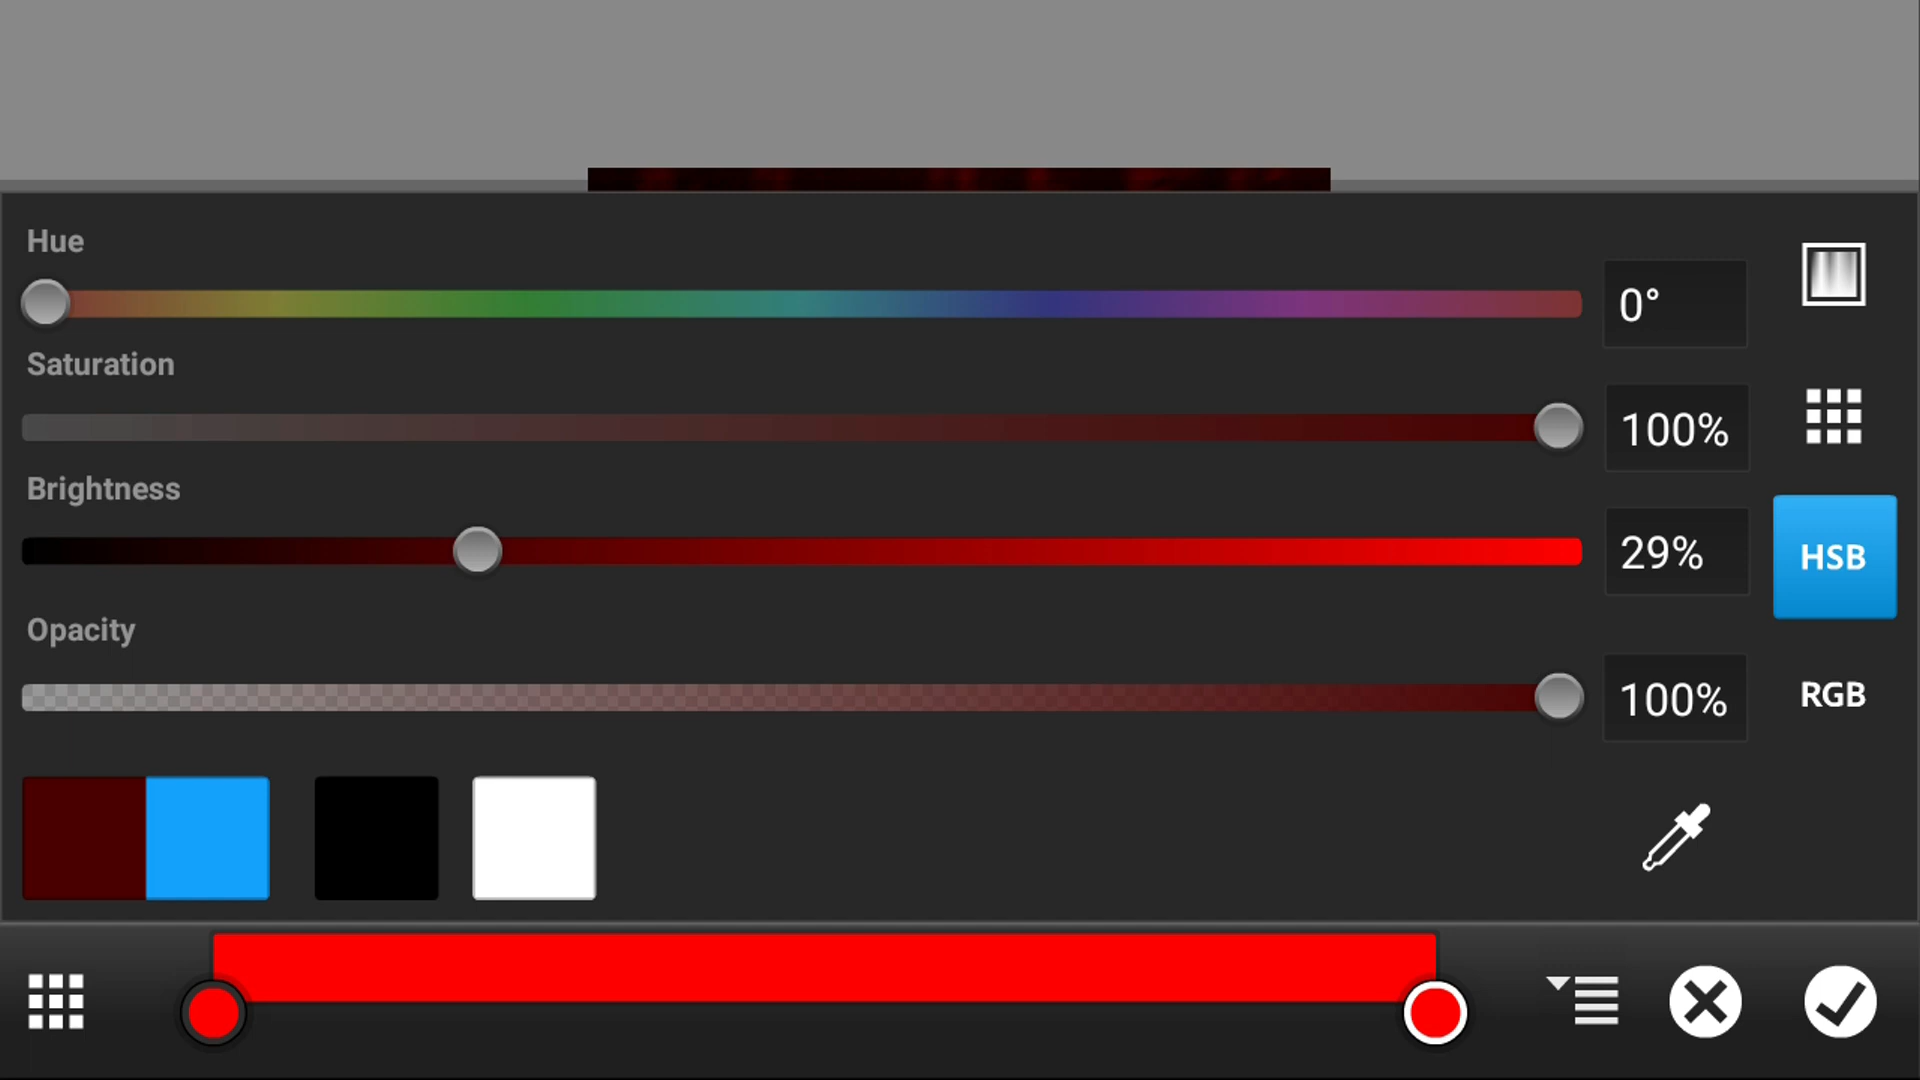 Hue
0°
Saturation
100%
Brightness
29%
HSB
Opacity
100%
RGB